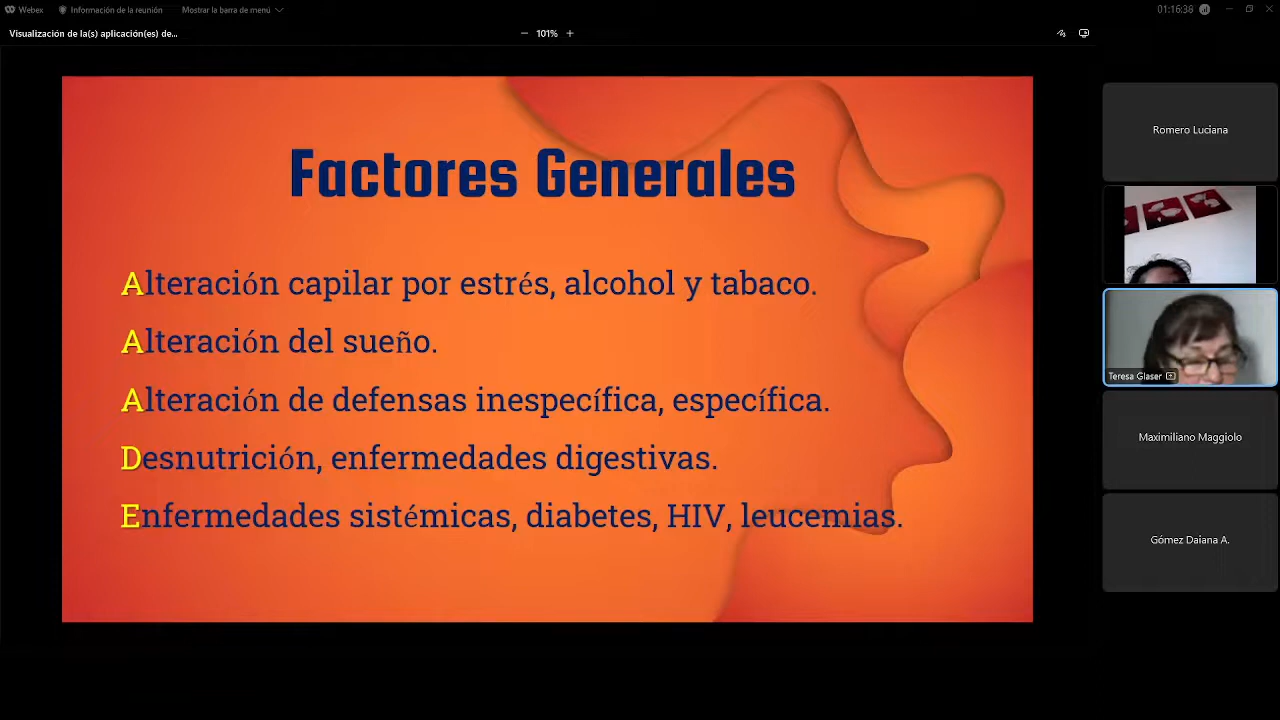 Webex
Información de la reunión
Mostrar la barra de menú
01:16:38
Visualización de la(s) aplicación(es) de...
101%
Factores Generales
Alteración capilar por estrés, alcohol y tabaco.
Alteración del sueño.
Alteración de defensas inespecífica, específica.
Desnutrición, enfermedades digestivas.
Enfermedades sistémicas, diabetes, HIV, leucemias.
Romero Luciana
Teresa Glaser
Maximiliano Maggiolo
Gómez Daiana A.